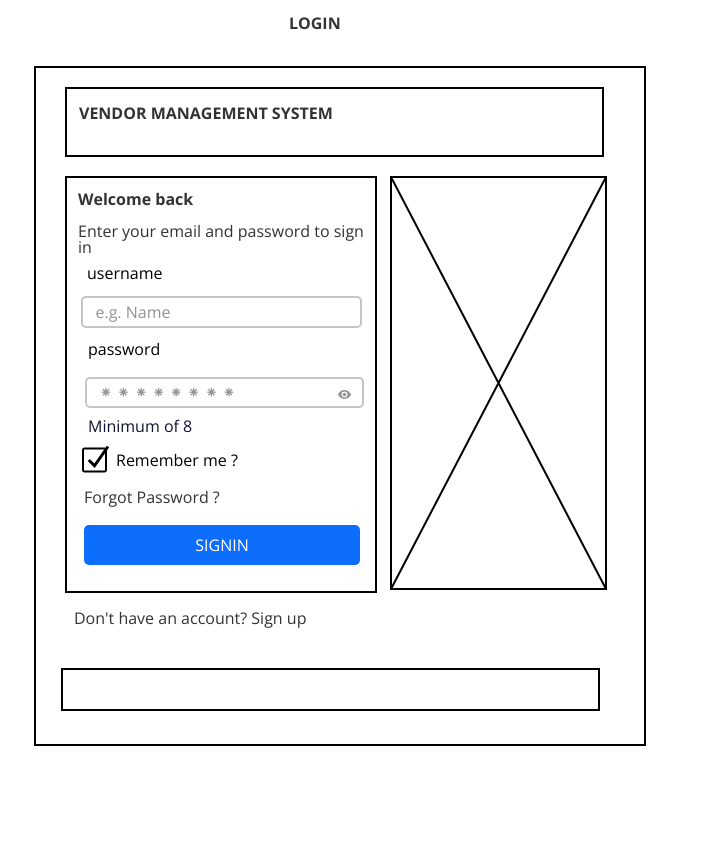 LOGIN
VENDOR MANAGEMENT SYSTEM
Welcome back
Enter your email and password to sign
in
username
e.g. Name
password
* * * * * * * *
Minimum of 8
Remember me ?
Forgot Password ?
SIGNIN
Don't have an account? Sign up